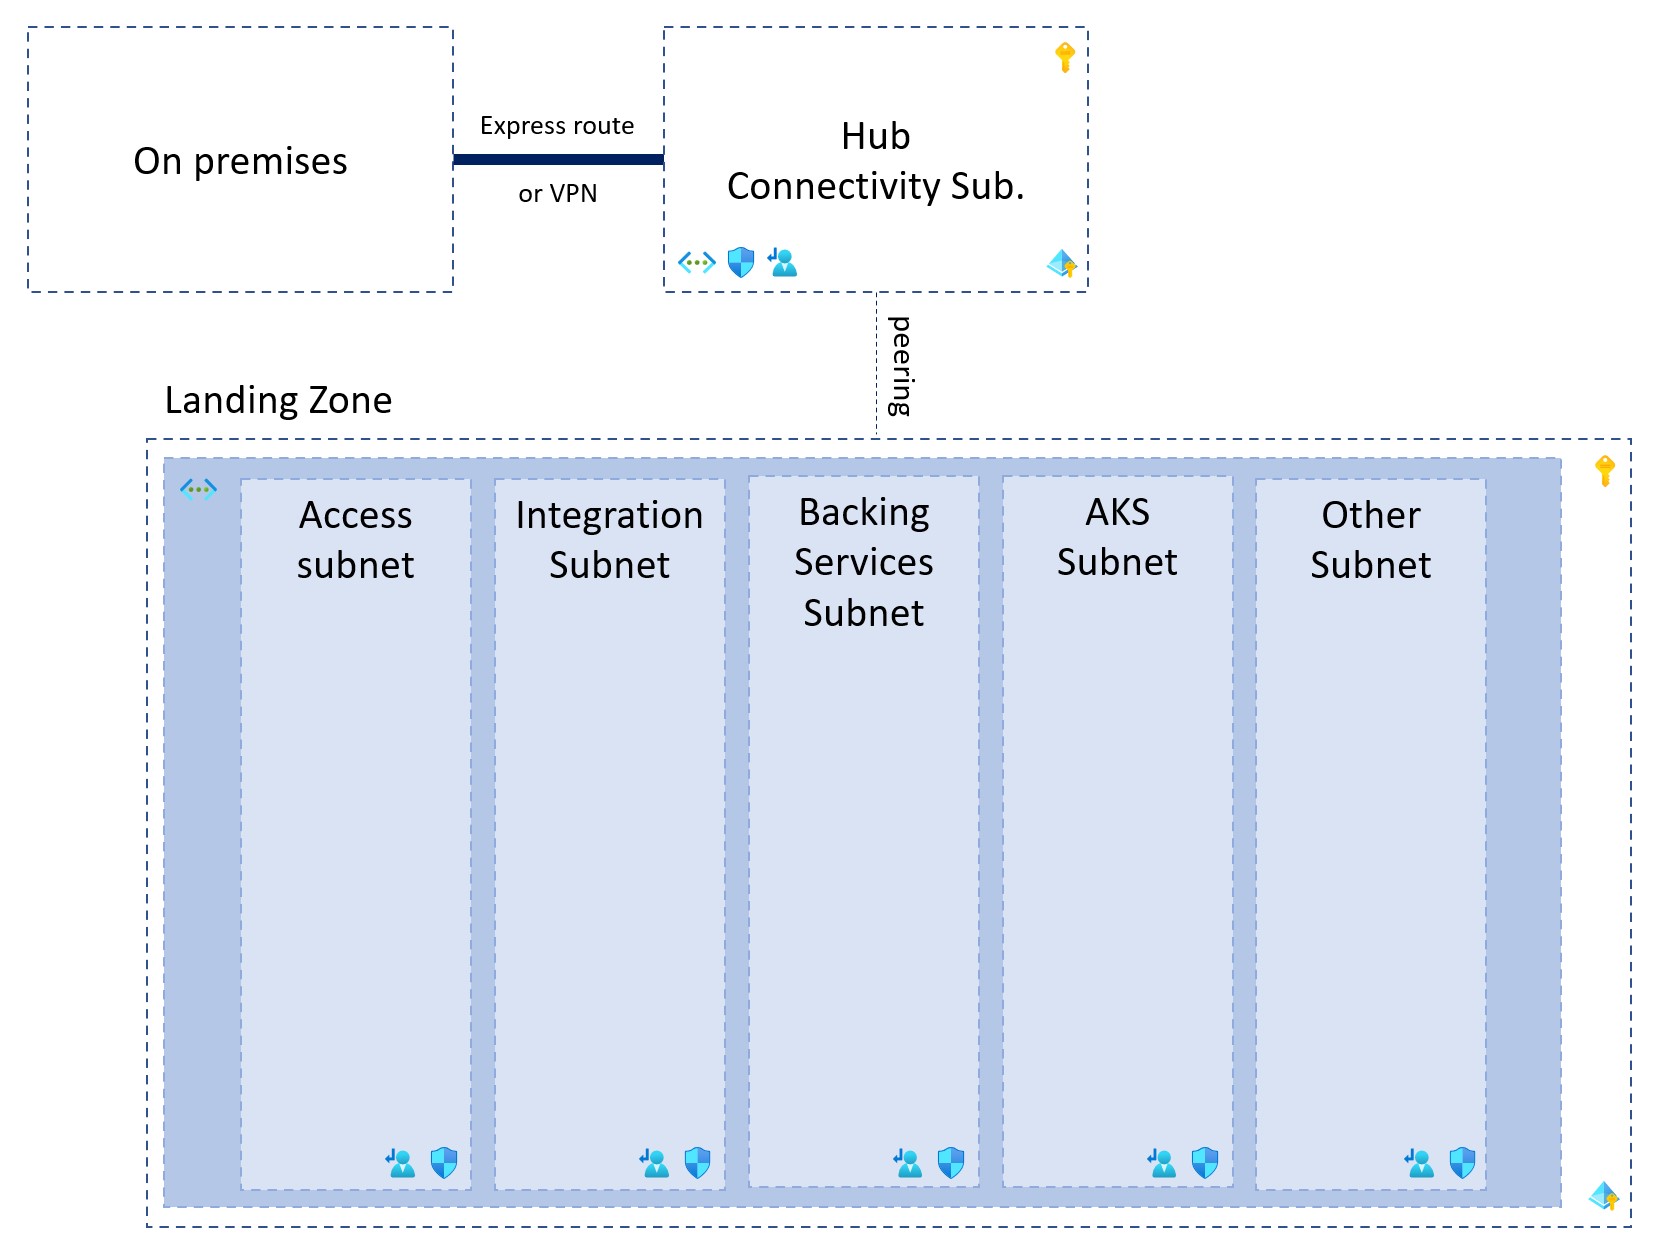 On premises
Express route
or VPN
Hub
Connectivity Sub.
peering
Landing Zone
Access
subnet
Integration
Subnet
Backing
Services
Subnet
AKS
Subnet
Other
Subnet